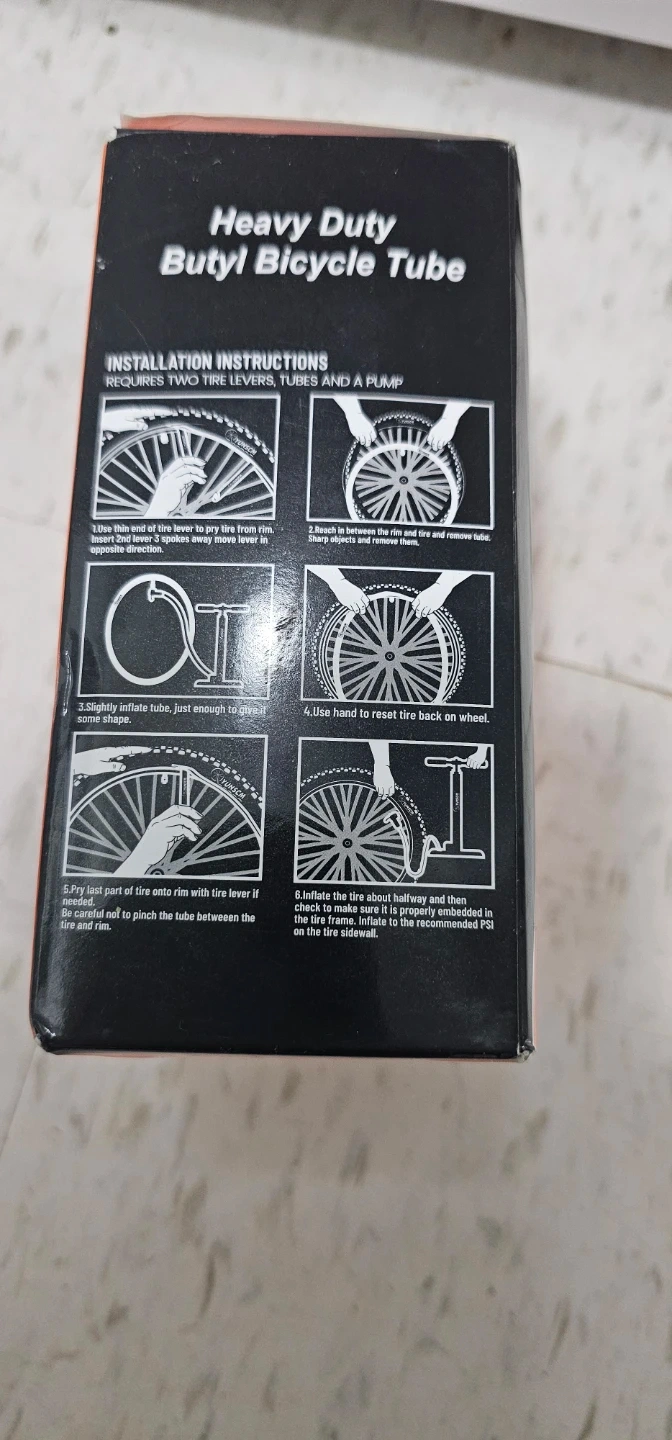 Heavy Duty
Butyl Bicycle Tube
INSTALLATION INSTRUCTIONS
REQUIRES TWO TIRE LEVERS, TUBES AND A PUMP
YUNSCM
1.Use thin end of tire lever to pry tire from rim.
Insert 2nd lever 3 spokes away move lever in
opposite direction.
2.Reach in between the rim and tire and remove tube.
Sharp objects and remove them.
3.Slightly inflate tube, just enough to give it
some shape.
4.Use hand to reset tire back on wheel.
YUNSCM
5.Pry last part of tire onto rim with tire lever if
needed.
Be careful not to pinch the tube betweeen the
tire and rim.
6.Inflate the tire about halfway and then
check to make sure it is properly embedded in
the tire frame. Inflate to the recommended PSI
on the tire sidewall.